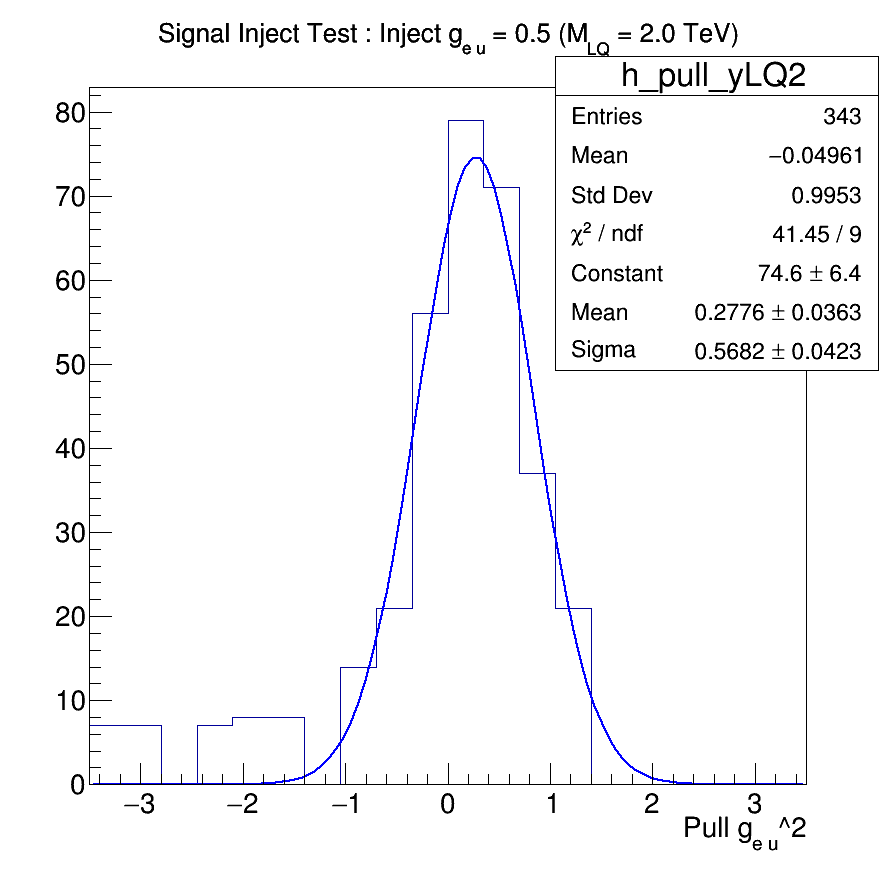 Signal Inject Test : Inject g_{e u} = 0.5 (M_{LQ} = 2.0 TeV)
h_pull_yLQ2
Entries 343
Mean −0.04961
Std Dev 0.9953
χ² / ndf 41.45 / 9
Constant 74.6 ± 6.4
Mean 0.2776 ± 0.0363
Sigma 0.5682 ± 0.0423
80
70
60
50
40
30
20
10
0
−3 −2 −1 0 1 2 3
Pull g_{e u}^2